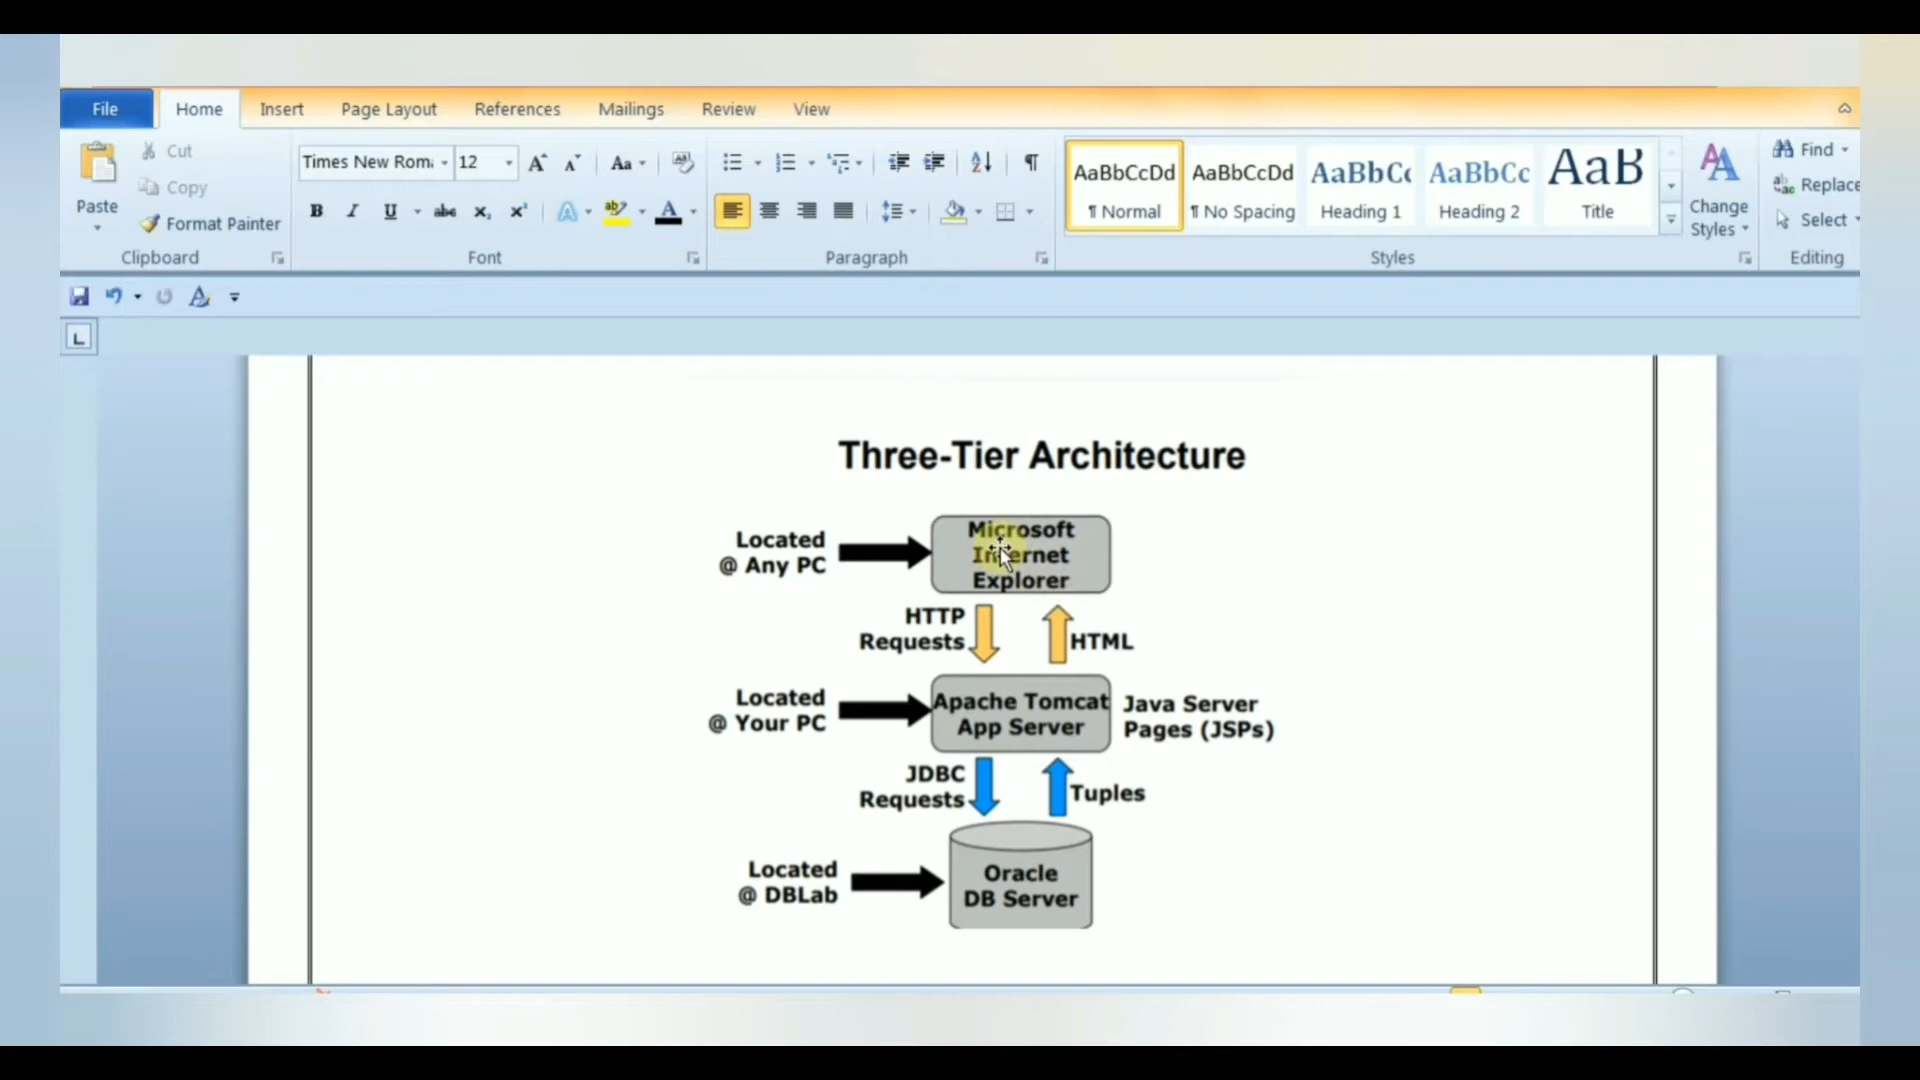 File Home Insert Page Layout References Mailings Review View
Cut
Copy
Format Painter
Paste
Clipboard
Times New Rom 12
Font
Paragraph
AaBbCcDd AaBbCcDd AaBbC AaBbCc AaB
¶ Normal ¶ No Spacing Heading 1 Heading 2 Title
Styles
Change
Styles
Find
Replace
Select
Editing
Three-Tier Architecture
Located
@ Any PC
Microsoft
Internet
Explorer
HTTP
Requests
HTML
Located
@ Your PC
Apache Tomcat
App Server
Java Server
Pages (JSPs)
JDBC
Requests
Tuples
Located
@ DBLab
Oracle
DB Server